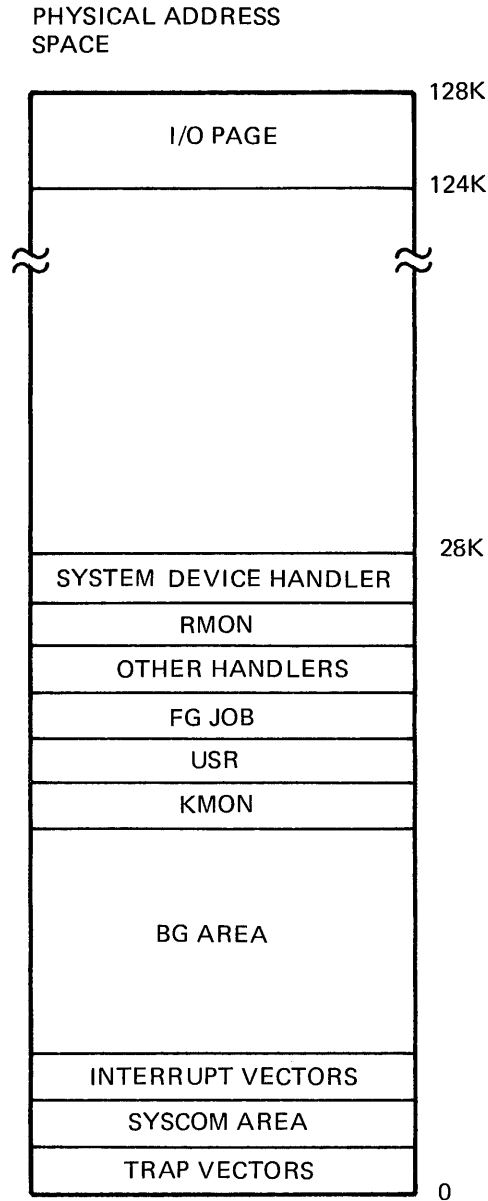 PHYSICAL ADDRESS
SPACE
128K
I/O PAGE
124K
28K
SYSTEM DEVICE HANDLER
RMON
OTHER HANDLERS
FG JOB
USR
KMON
BG AREA
INTERRUPT VECTORS
SYSCOM AREA
TRAP VECTORS
0